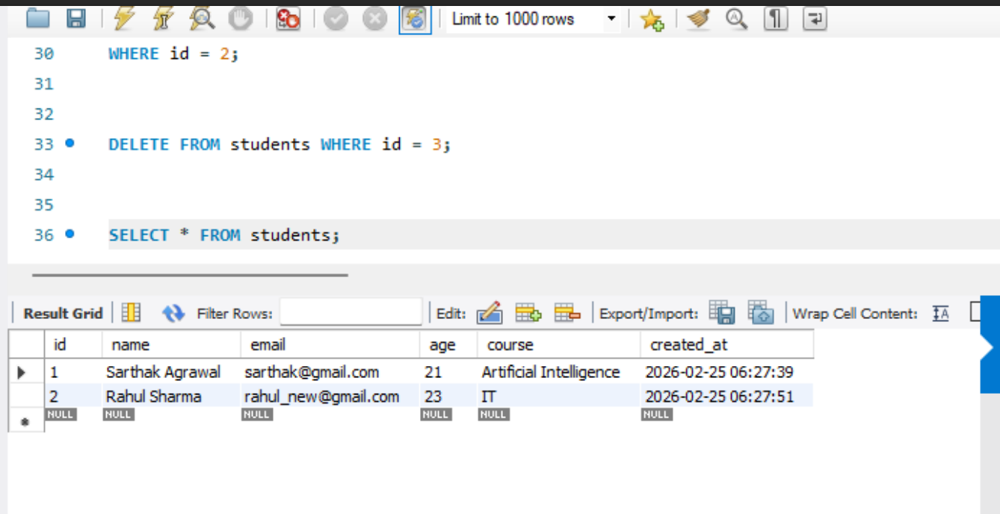 Limit to 1000 rows
30 WHERE id = 2;
31
32
33 DELETE FROM students WHERE id = 3;
34
35
36 SELECT * FROM students;
Result Grid Filter Rows: Edit: Export/Import: Wrap Cell Content: IA
id name email age course created_at
1 Sarthak Agrawal sarthak@gmail.com 21 Artificial Intelligence 2026-02-25 06:27:39
2 Rahul Sharma rahul_new@gmail.com 23 IT 2026-02-25 06:27:51
NULL NULL NULL NULL NULL NULL